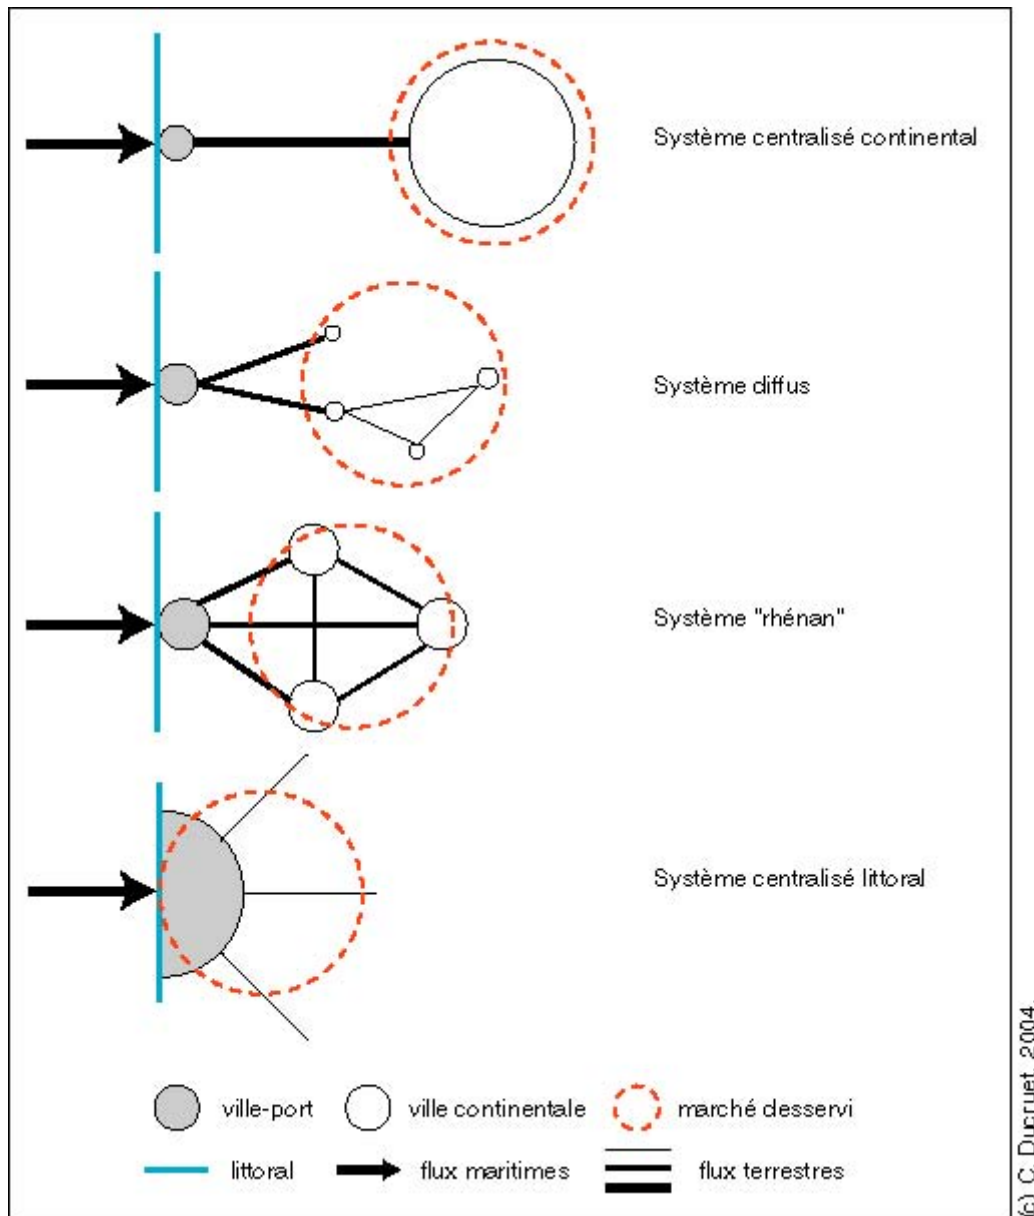 Système centralisé continental
Système diffus
Système "rhénan"
Système centralisé littoral
ville-port
ville continentale
marché desservi
littoral
flux maritimes
flux terrestres
(c) C. Ducruet, 2004.